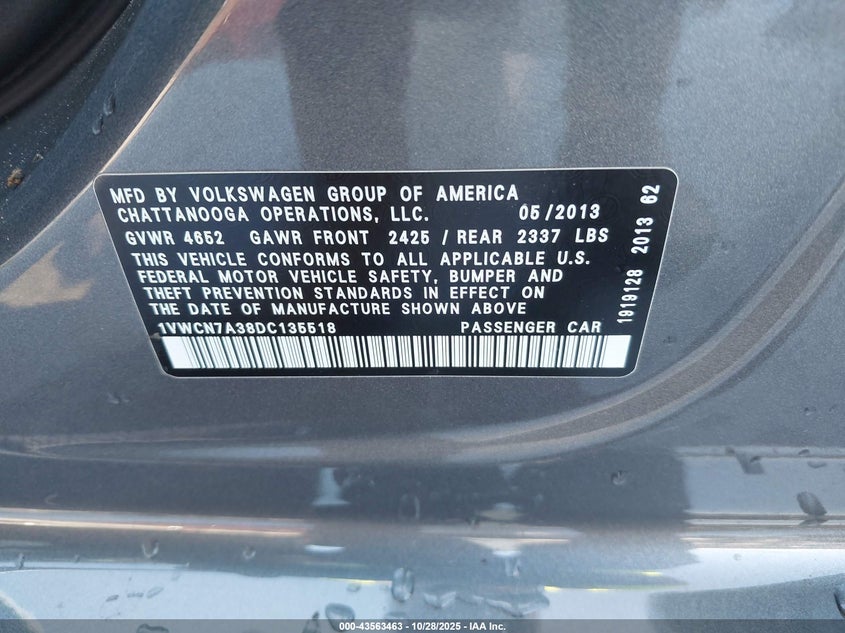 MFD BY VOLKSWAGEN GROUP OF AMERICA
CHATTANOOGA OPERATIONS, LLC. 05/2013
GVWR 4652 GAWR FRONT 2425 / REAR 2337 LBS
THIS VEHICLE CONFORMS TO ALL APPLICABLE U.S.
FEDERAL MOTOR VEHICLE SAFETY, BUMPER AND
THEFT PREVENTION STANDARDS IN EFFECT ON
THE DATE OF MANUFACTURE SHOWN ABOVE
1VWCN7A38DC135518 PASSENGER CAR
1919128 2013 62
000-43563463 - 10/28/2025 - IAA Inc.